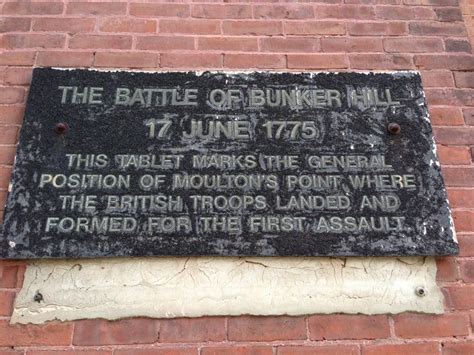 THE BATTLE OF BUNKER HILL
17 JUNE 1775
THIS TABLET MARKS THE GENERAL
POSITION OF MOULTON'S POINT WHERE
THE BRITISH TROOPS LANDED AND
FORMED FOR THE FIRST ASSAULT.